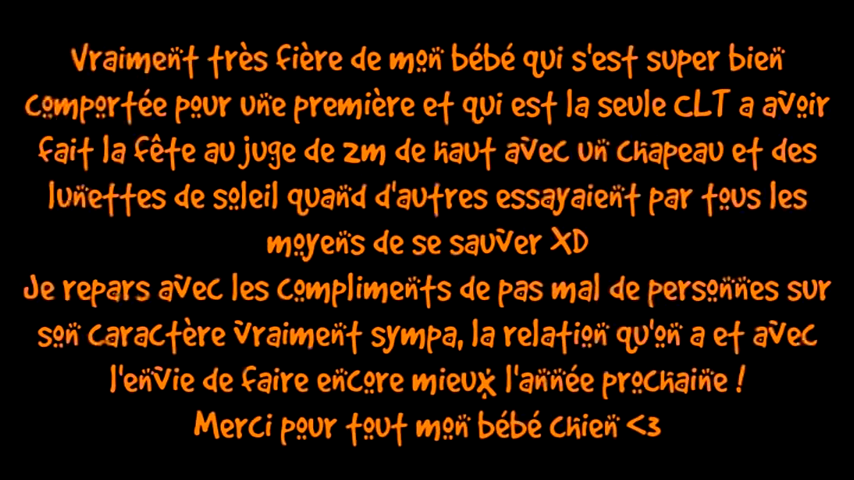 Vraiment très fière de mon bébé qui s'est super bien
comportée pour une première et qui est la seule CLT a avoir
fait la fête au juge de 2m de haut avec un chapeau et des
lunettes de soleil quand d'autres essayaient par tous les
moyens de se sauver XD
Je repars avec les compliments de pas mal de personnes sur
son caractère vraiment sympa, la relation qu'on a et avec
l'envie de faire encore mieux l'année prochaine !
Merci pour tout mon bébé chien <3